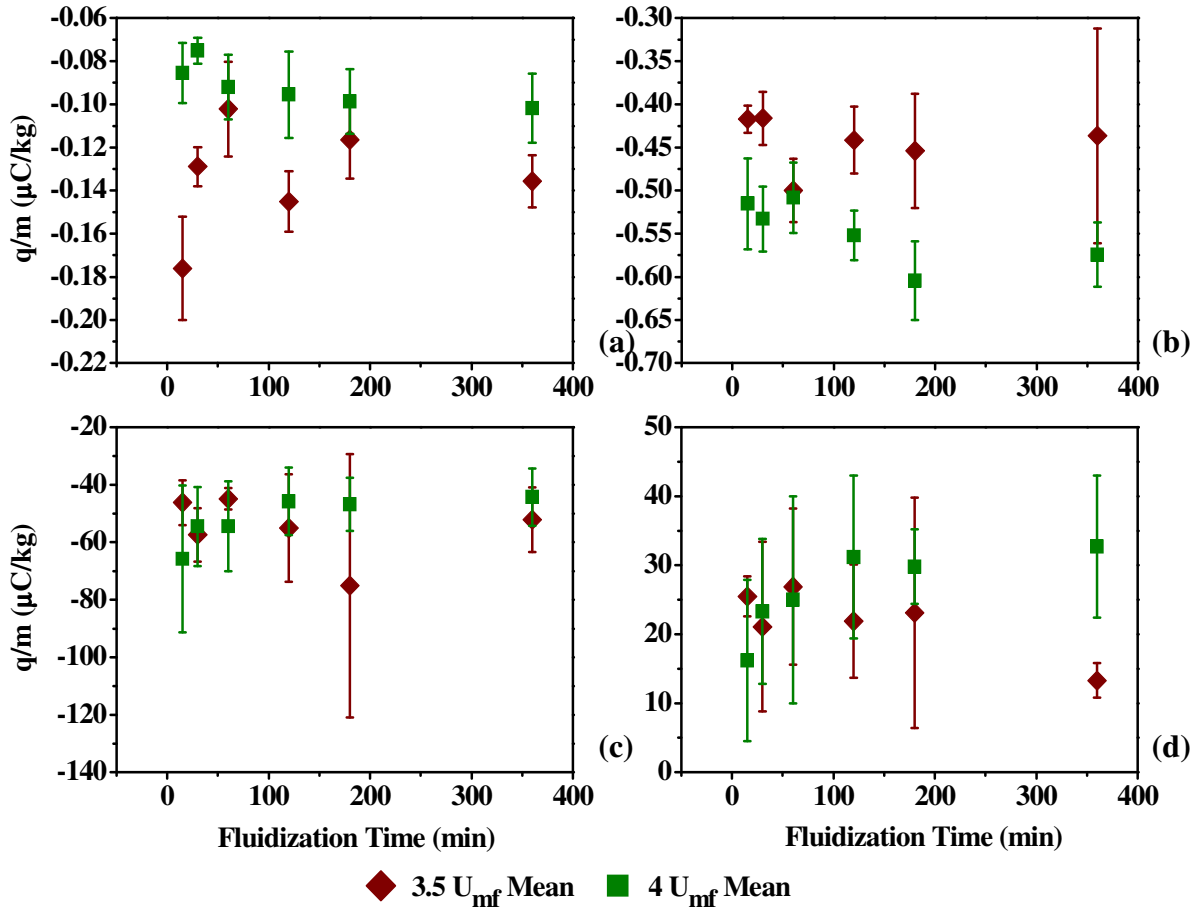 -0.06
-0.08
-0.10
-0.12
-0.14
-0.16
-0.18
-0.20
-0.22
q/m (μC/kg)
0 100 200 300 400
(a)
-0.30
-0.35
-0.40
-0.45
-0.50
-0.55
-0.60
-0.65
-0.70
0 100 200 300 400
(b)
-20
-40
-60
-80
-100
-120
-140
q/m (μC/kg)
0 100 200 300 400
Fluidization Time (min)
(c)
50
40
30
20
10
0
0 100 200 300 400
Fluidization Time (min)
(d)
3.5 Umf Mean 4 Umf Mean